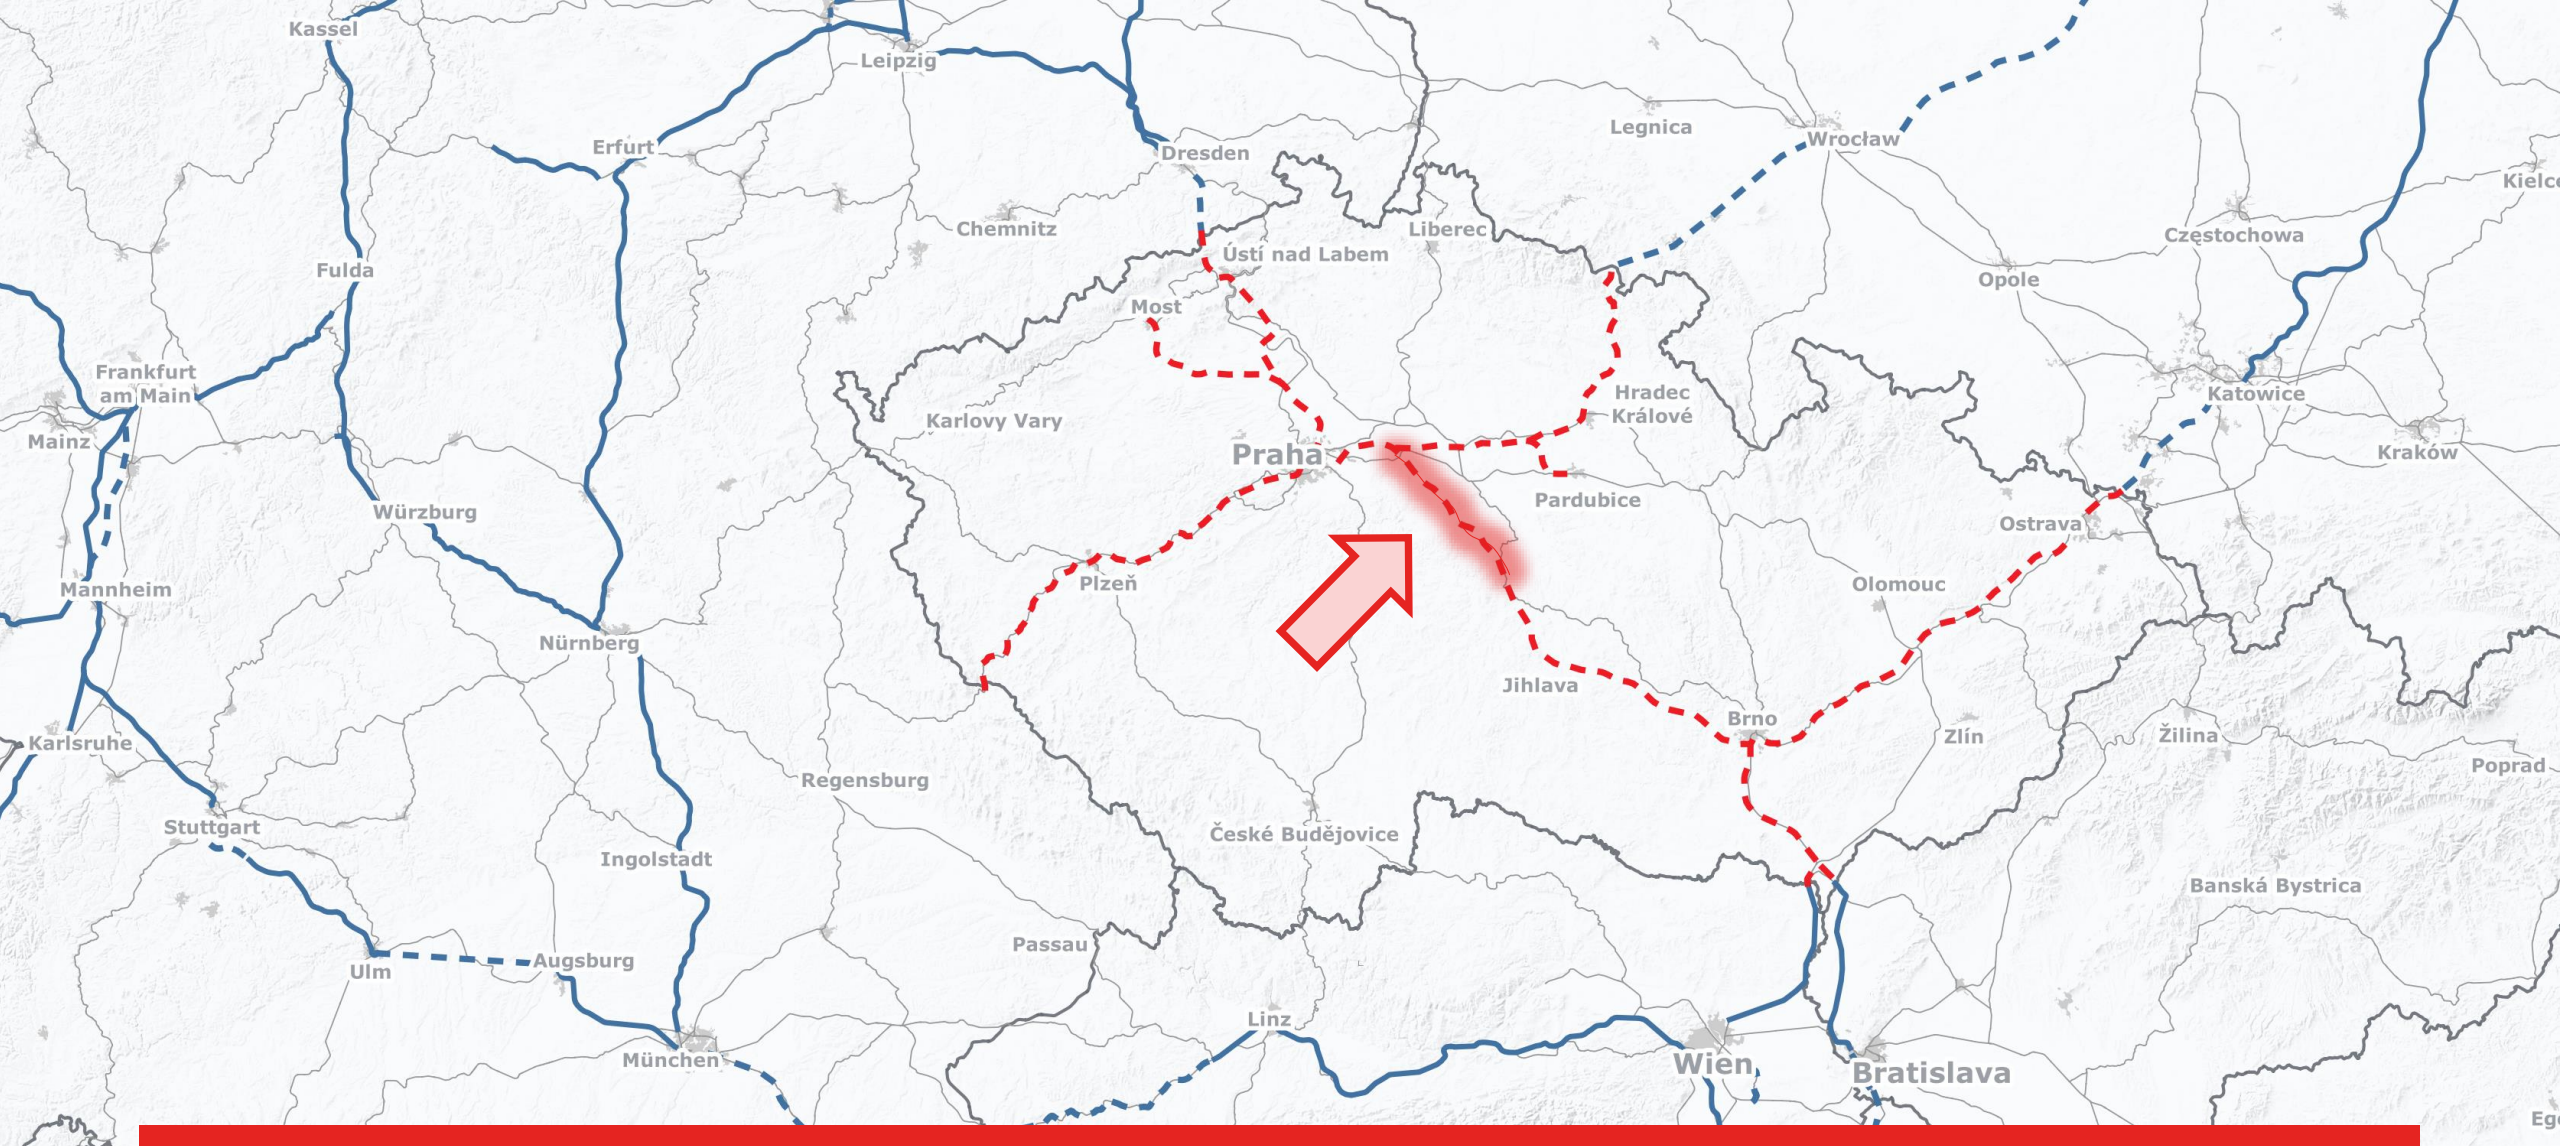 Kassel
Leipzig
Legnica
Wrocław
Erfurt
Dresden
Kielce
Chemnitz
Liberec
Częstochowa
Ústí nad Labem
Fulda
Opole
Most
Frankfurt
am Main
Hradec
Králové
Katowice
Karlovy Vary
Mainz
Praha
Kraków
Pardubice
Würzburg
Ostrava
Mannheim
Plzeň
Olomouc
Nürnberg
Jihlava
Brno
Zlín
Žilina
Karlsruhe
Poprad
Regensburg
Stuttgart
České Budějovice
Ingolstadt
Banská Bystrica
Passau
Augsburg
Ulm
Linz
München
Wien
Bratislava